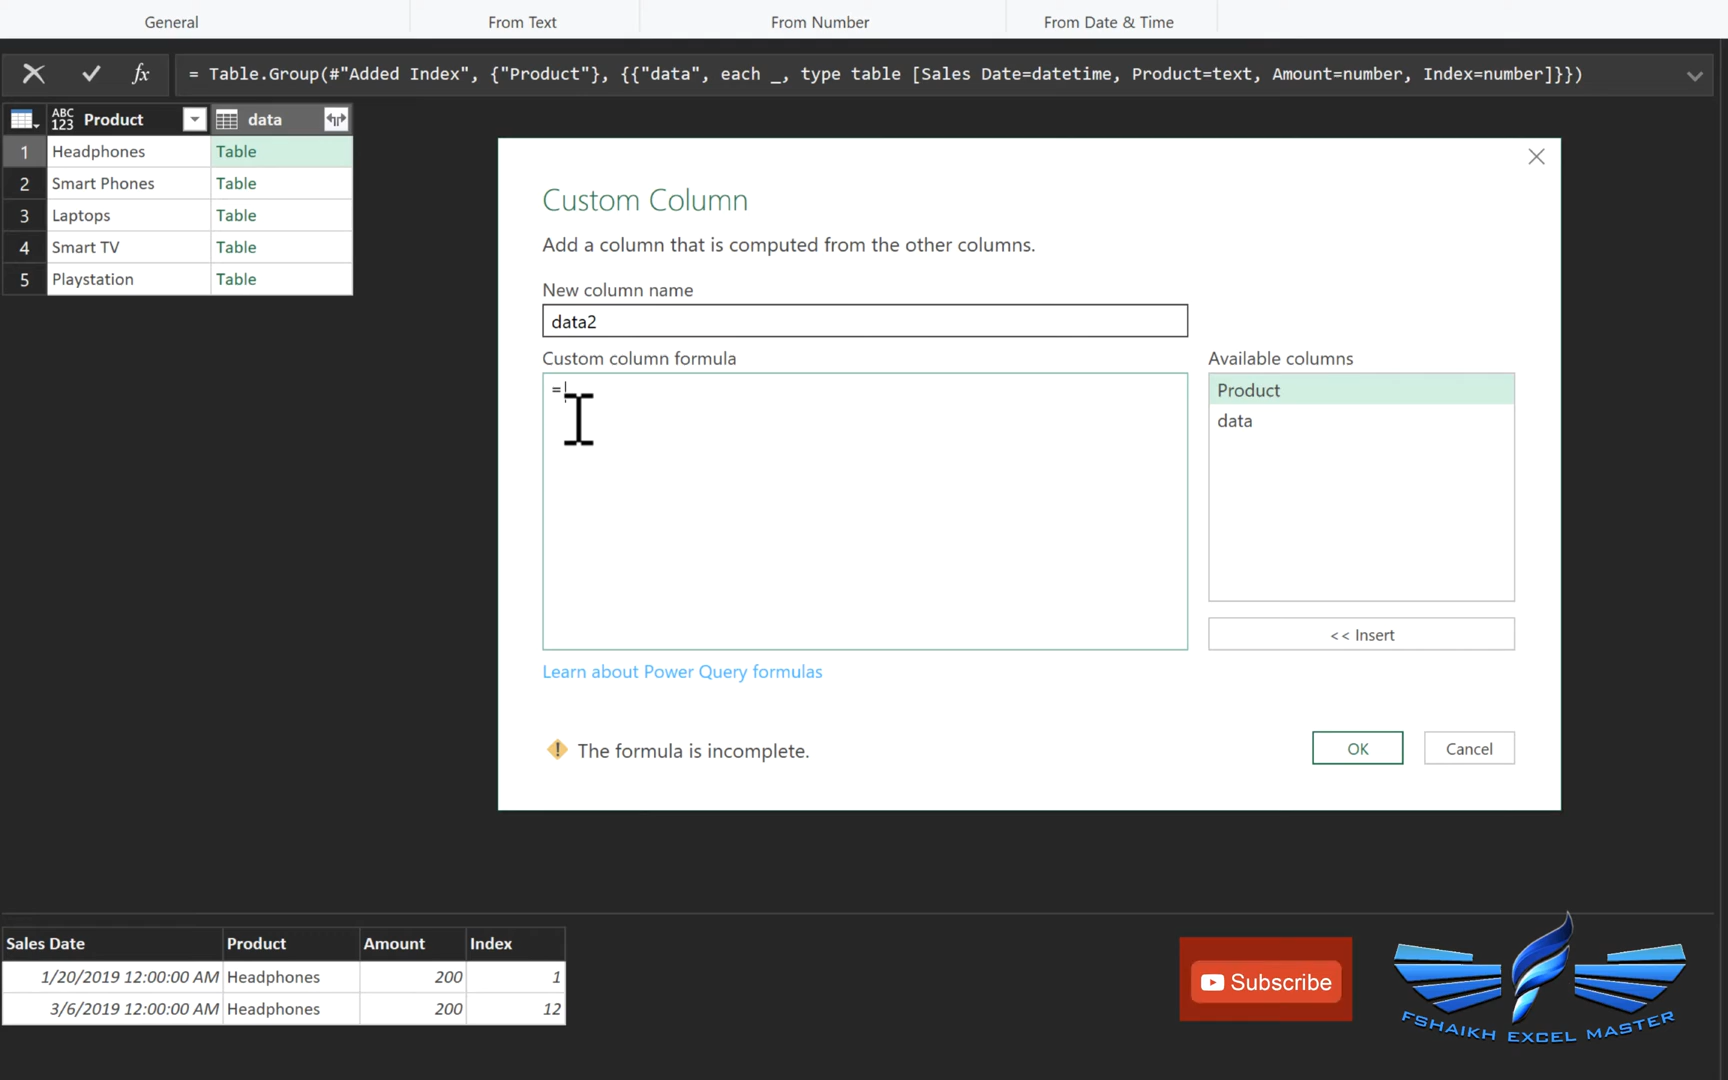 General From Text From Number From Date & Time
fx = Table.Group(#"Added Index", {"Product"}, {{"data", each _, type table [Sales Date=datetime, Product=text, Amount=number, Index=number]}})
ABC 123 Product data
1 Headphones Table
2 Smart Phones Table
3 Laptops Table
4 Smart TV Table
5 Playstation Table
Custom Column
Add a column that is computed from the other columns.
New column name
data2
Custom column formula Available columns
=
Product
data
<< Insert
Learn about Power Query formulas
The formula is incomplete.
OK Cancel
Sales Date Product Amount Index
1/20/2019 12:00:00 AM Headphones 200 1
3/6/2019 12:00:00 AM Headphones 200 12
Subscribe
FSHAIKH EXCEL MASTER